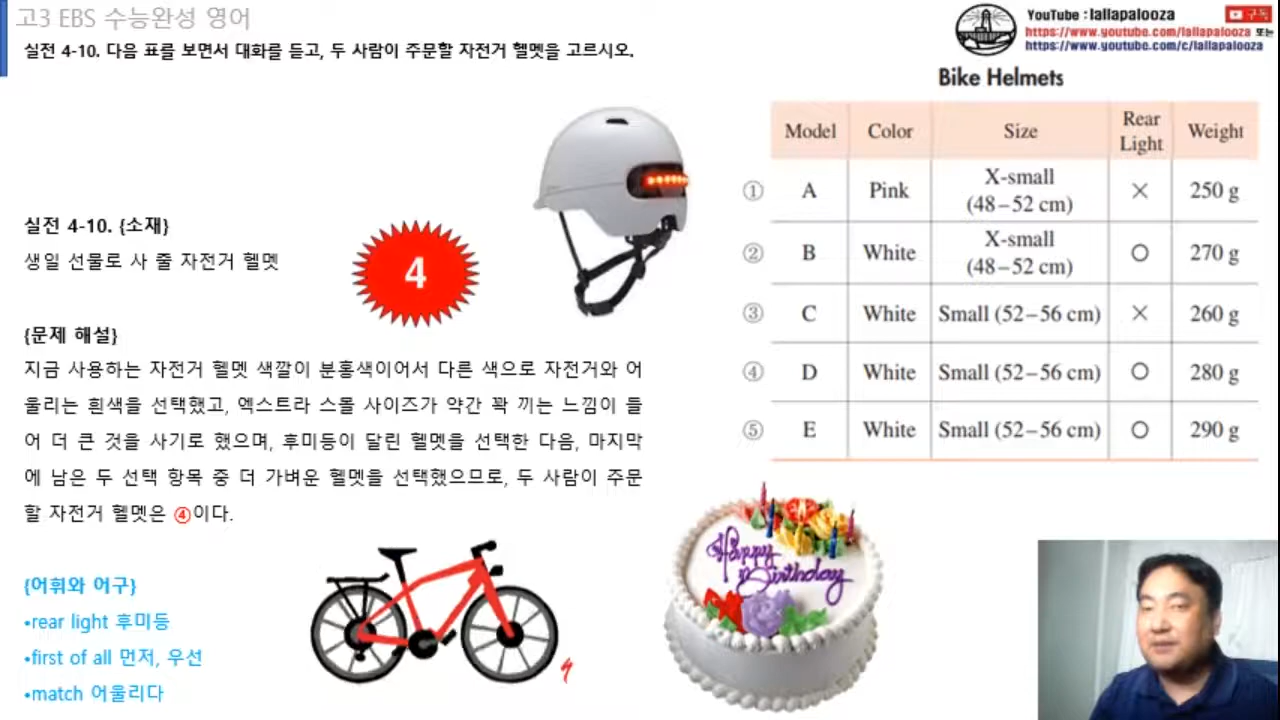 고3 EBS 수능완성 영어
실전 4-10. 다음 표를 보면서 대화를 듣고, 두 사람이 주문할 자전거 헬멧을 고르시오.
YouTube : lallapalooza
구독
https://www.youtube.com/lallapalooza 또는
https://www.youtube.com/c/lallapalooza
Bike Helmets
Model Color Size Rear Light Weight
① A Pink X-small (48–52 cm) × 250 g
② B White X-small (48–52 cm) ○ 270 g
③ C White Small (52–56 cm) × 260 g
④ D White Small (52–56 cm) ○ 280 g
⑤ E White Small (52–56 cm) ○ 290 g
실전 4-10. {소재}
생일 선물로 사 줄 자전거 헬멧
4
{문제 해설}
지금 사용하는 자전거 헬멧 색깔이 분홍색이어서 다른 색으로 자전거와 어
울리는 흰색을 선택했고, 엑스트라 스몰 사이즈가 약간 꽉 끼는 느낌이 들
어 더 큰 것을 사기로 했으며, 후미등이 달린 헬멧을 선택한 다음, 마지막
에 남은 두 선택 항목 중 더 가벼운 헬멧을 선택했으므로, 두 사람이 주문
할 자전거 헬멧은 ④이다.
{어휘와 어구}
•rear light 후미등
•first of all 먼저, 우선
•match 어울리다
Happy
Birthday